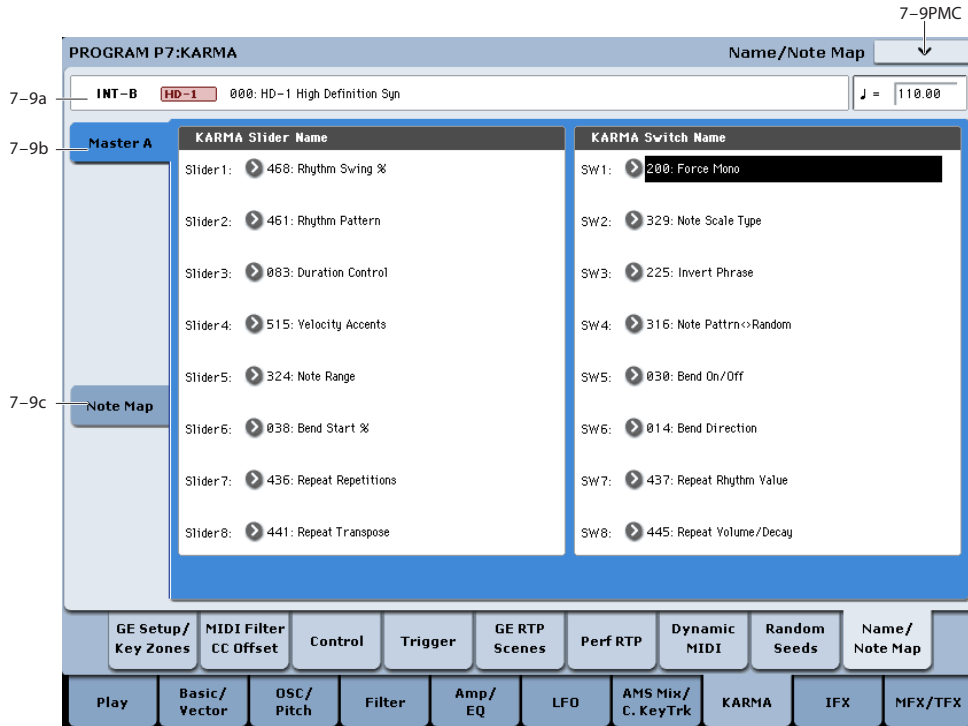 7–9PMC
PROGRAM P7:KARMA Name/Note Map
7–9a
INT–B HD–1 000: HD–1 High Definition Syn ♩ = 110.00
7–9b
Master A
KARMA Slider Name
Slider1: 468: Rhythm Swing %
Slider2: 461: Rhythm Pattern
Slider3: 083: Duration Control
Slider4: 515: Velocity Accents
Slider5: 324: Note Range
Slider6: 038: Bend Start %
Slider7: 436: Repeat Repetitions
Slider8: 441: Repeat Transpose
KARMA Switch Name
SW1: 200: Force Mono
SW2: 329: Note Scale Type
SW3: 225: Invert Phrase
SW4: 316: Note Pattrn<>Random
SW5: 030: Bend On/Off
SW6: 014: Bend Direction
SW7: 437: Repeat Rhythm Value
SW8: 445: Repeat Volume/Decay
7–9c
Note Map
GE Setup/
Key Zones
MIDI Filter
CC Offset
Control
Trigger
GE RTP
Scenes
Perf RTP
Dynamic
MIDI
Random
Seeds
Name/
Note Map
Play
Basic/
Vector
OSC/
Pitch
Filter
Amp/
EQ
LFO
AMS Mix/
C. KeyTrk
KARMA
IFX
MFX/TFX